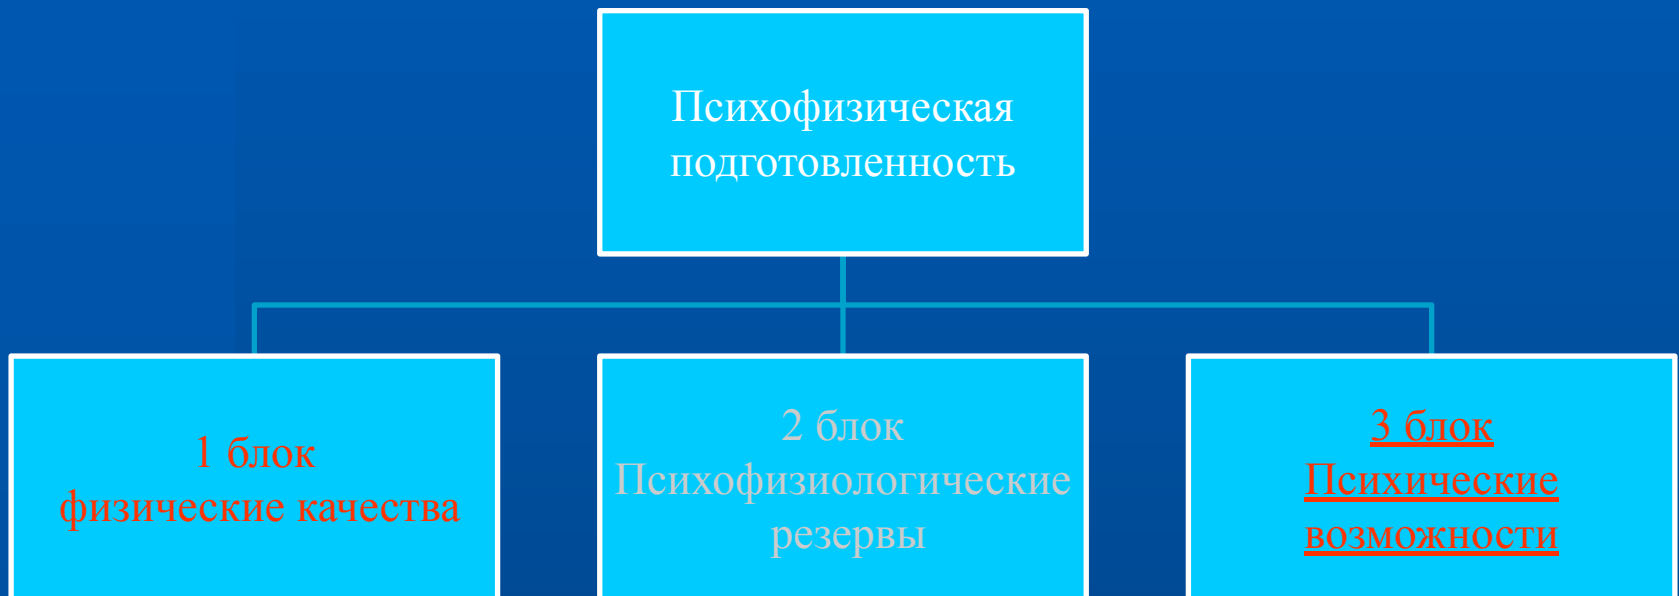 Психофизическая
подготовленность
1 блок
физические качества
2 блок
Психофизиологические
резервы
3 блок
Психические
возможности